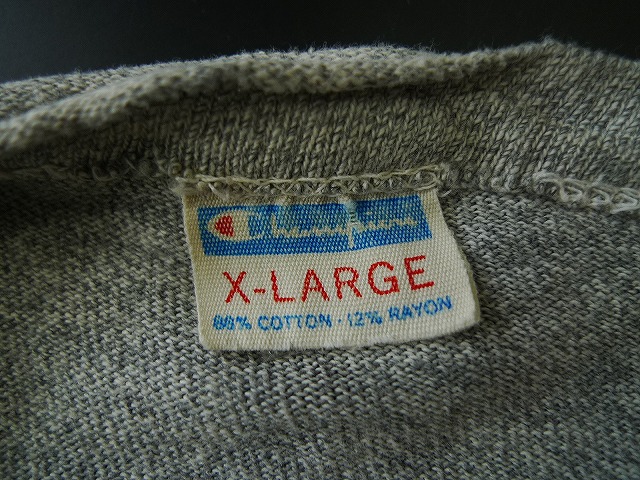 Champion
X-LARGE
88% COTTON · 12% RAYON